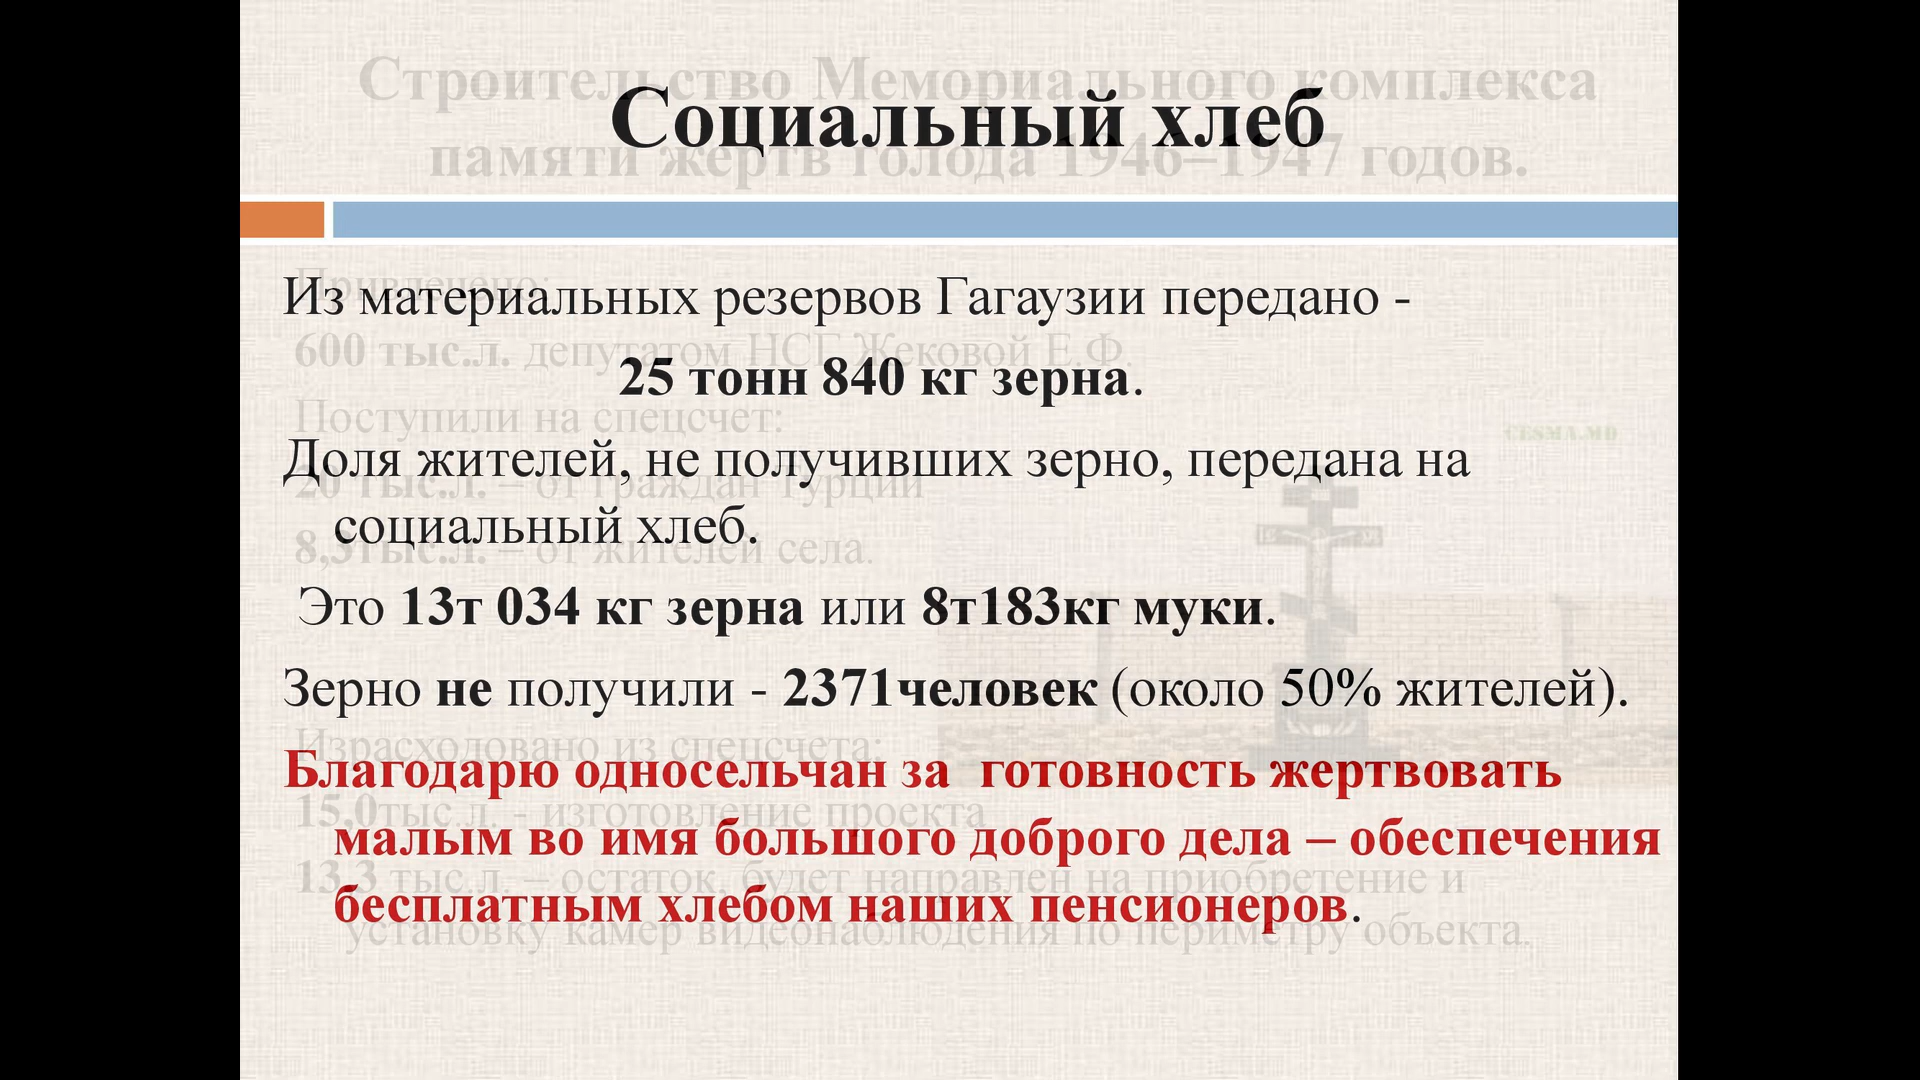 Строительство Мемориального комплекса
Социальный хлеб
памяти жертв голода 1946–1947 годов.
Привлечено:
Из материальных резервов Гагаузии передано -
600 тыс.л. депутатом НСГ Жековой Е.Ф.
25 тонн 840 кг зерна.
Поступили на спецсчет:
CESMA.MD
Доля жителей, не получивших зерно, передана на
20 тыс.л. – от граждан Турции
социальный хлеб.
8,3тыс.л. – от жителей села.
Это 13т 034 кг зерна или 8т183кг муки.
Зерно не получили - 2371человек (около 50% жителей).
Израсходовано из спецсчета:
Благодарю односельчан за готовность жертвовать
15,0тыс.л. - изготовление проекта
малым во имя большого доброго дела – обеспечения
13,3 тыс.л. – остаток, будет направлен на приобретение и
бесплатным хлебом наших пенсионеров.
установку камер видеонаблюдения по периметру объекта.